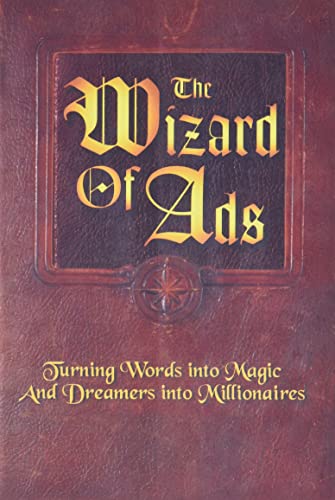 The
Wizard
Of Ads
Turning Words into Magic
And Dreamers into Millionaires